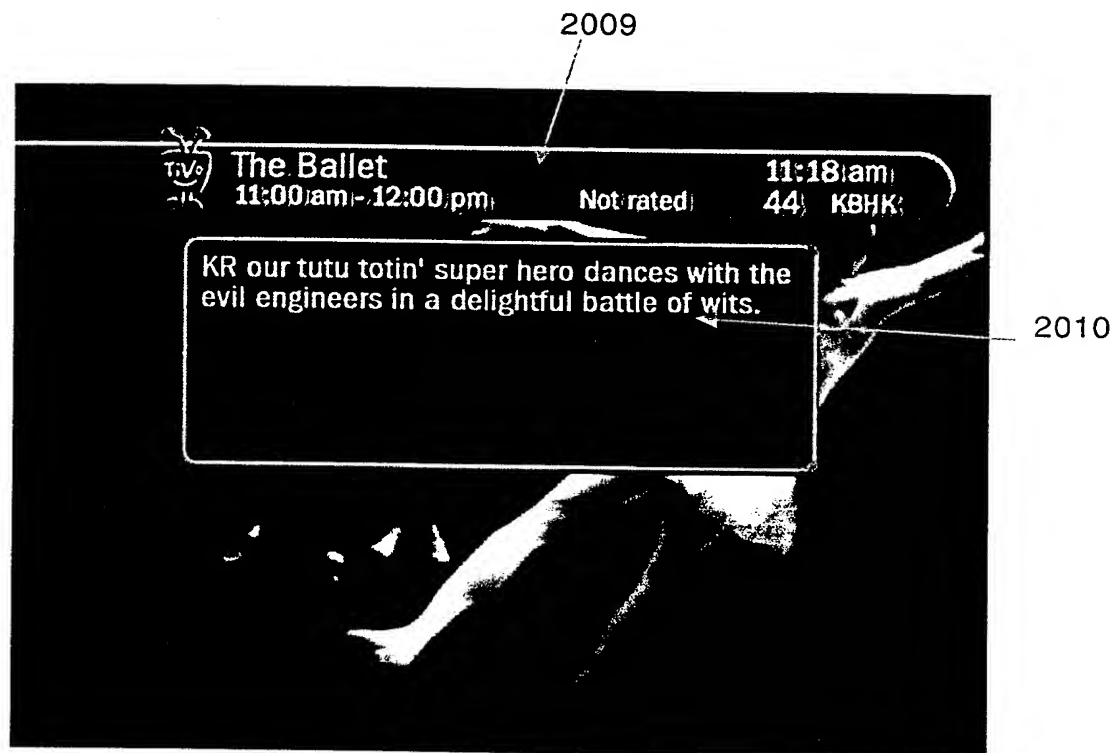 2009
TiVo The Ballet 11:18 am
11:00 am - 12:00 pm Not rated 44 KBHK
KR our tutu totin' super hero dances with the
evil engineers in a delightful battle of wits.
2010